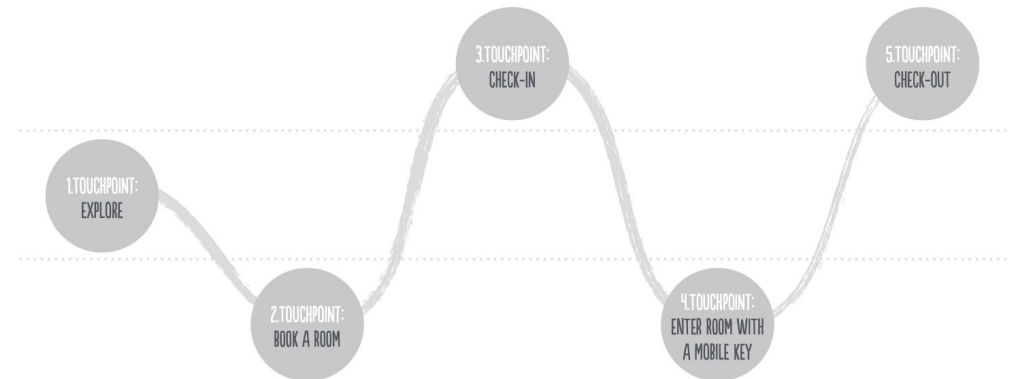 1.TOUCHPOINT:
EXPLORE
2.TOUCHPOINT:
BOOK A ROOM
3.TOUCHPOINT:
CHECK-IN
4.TOUCHPOINT:
ENTER ROOM WITH
A MOBILE KEY
5.TOUCHPOINT:
CHECK-OUT